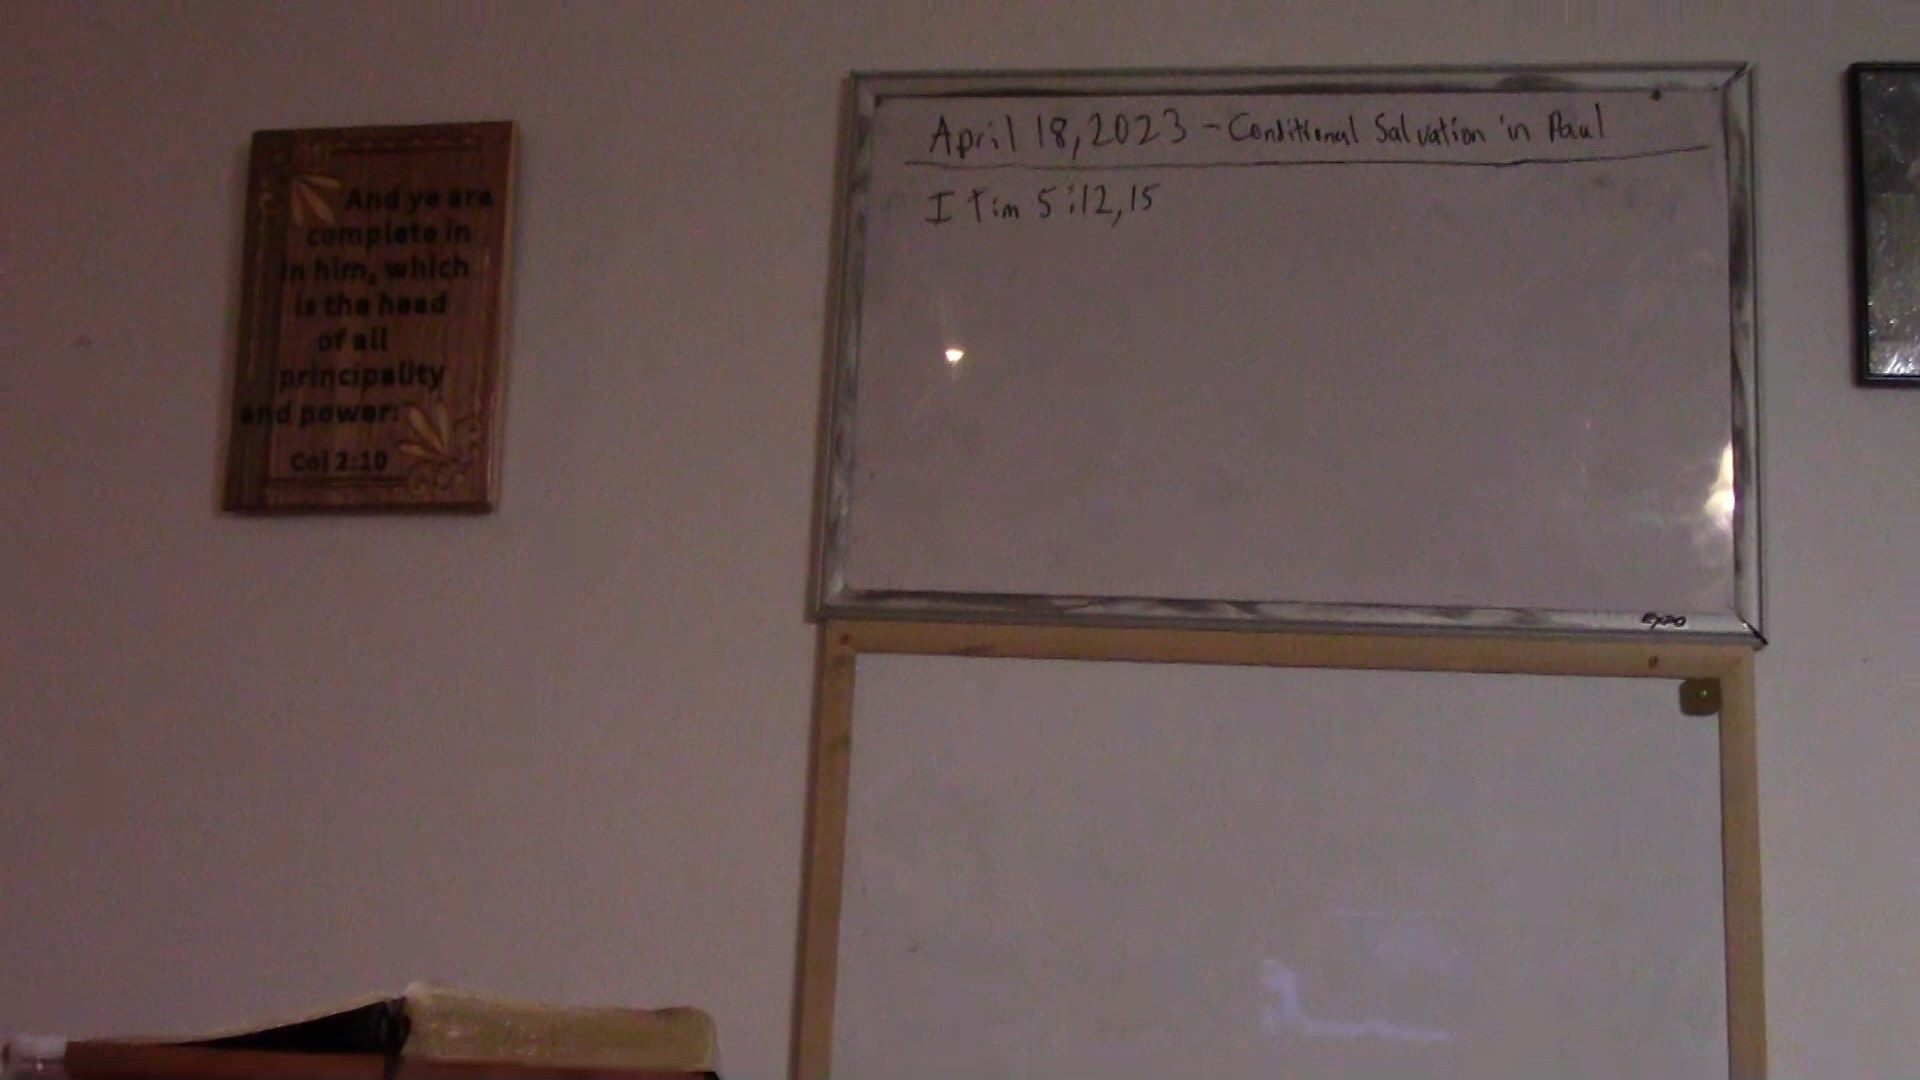 And ye are
complete in
in him, which
is the head
of all
principality
and power:
Col 2:10
April 18, 2023 - Conditional Salvation in Paul
I Tim 5:12, 15
EXPO